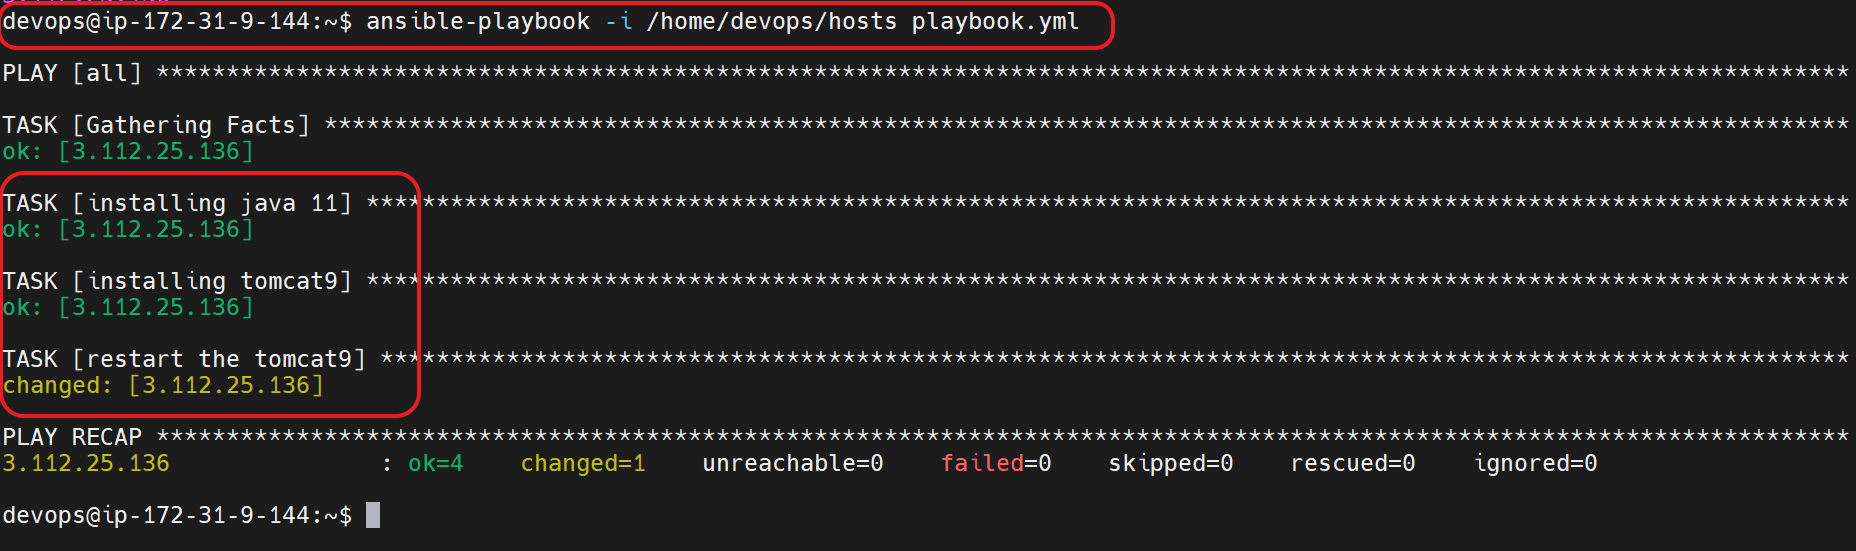 devops@ip-172-31-9-144:~$ ansible-playbook -i /home/devops/hosts playbook.yml
PLAY [all] *************************************************************************************************************************
TASK [Gathering Facts] *************************************************************************************************************
ok: [3.112.25.136]
TASK [installing java 11] **********************************************************************************************************
ok: [3.112.25.136]
TASK [installing tomcat9] **********************************************************************************************************
ok: [3.112.25.136]
TASK [restart the tomcat9] *********************************************************************************************************
changed: [3.112.25.136]
PLAY RECAP *************************************************************************************************************************
3.112.25.136               : ok=4    changed=1    unreachable=0    failed=0    skipped=0    rescued=0    ignored=0
devops@ip-172-31-9-144:~$